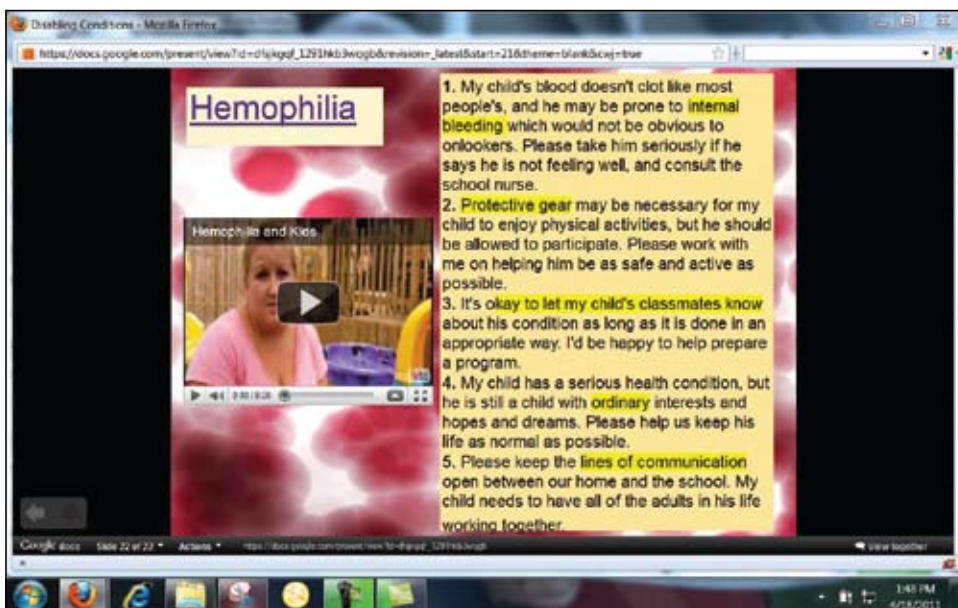 Disabling Conditions - Mozilla Firefox
Hemophilia
Hemophilia and Kids
1. My child's blood doesn't clot like most
people's, and he may be prone to internal
bleeding which would not be obvious to
onlookers. Please take him seriously if he
says he is not feeling well, and consult the
school nurse.
2. Protective gear may be necessary for my
child to enjoy physical activities, but he should
be allowed to participate. Please work with
me on helping him be as safe and active as
possible.
3. It's okay to let my child's classmates know
about his condition as long as it is done in an
appropriate way. I'd be happy to help prepare
a program.
4. My child has a serious health condition, but
he is still a child with ordinary interests and
hopes and dreams. Please help us keep his
life as normal as possible.
5. Please keep the lines of communication
open between our home and the school. My
child needs to have all of the adults in his life
working together.
Google docs Slide 22 of 23 Actions
View together
1:48 PM
4/18/2011